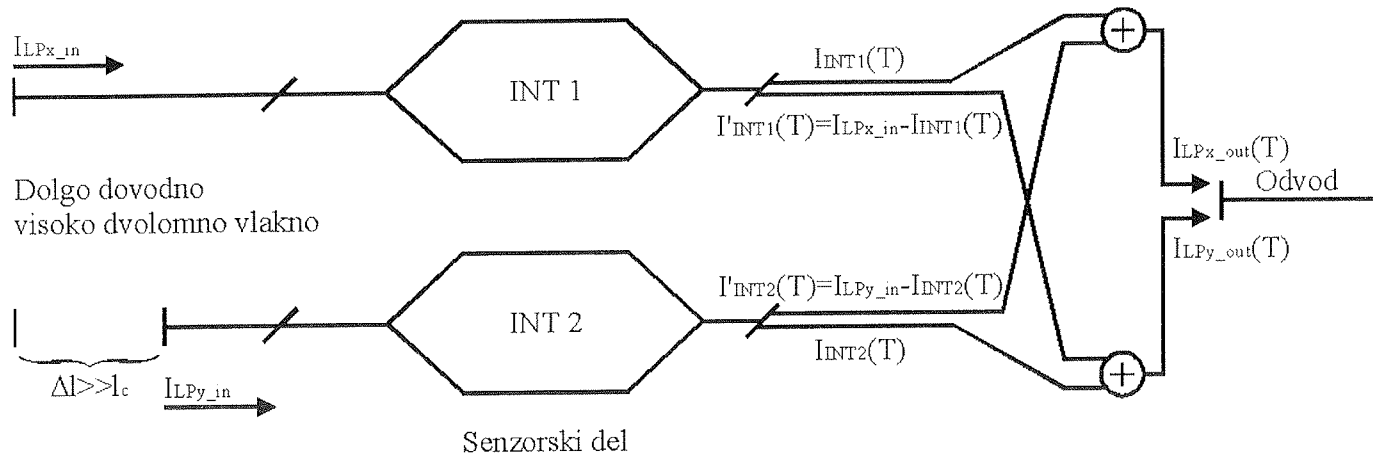 ILPx_in
INT 1
IINT1(T)
+
I'INT1(T)=ILPx_in-IINT1(T)
ILPx_out(T)
Odvod
Dolgo dovodno
visoko dvolomno vlakno
ILPy_out(T)
I'INT2(T)=ILPy_in-IINT2(T)
INT 2
IINT2(T)
+
Δl>>lc
ILPy_in
Senzorski del